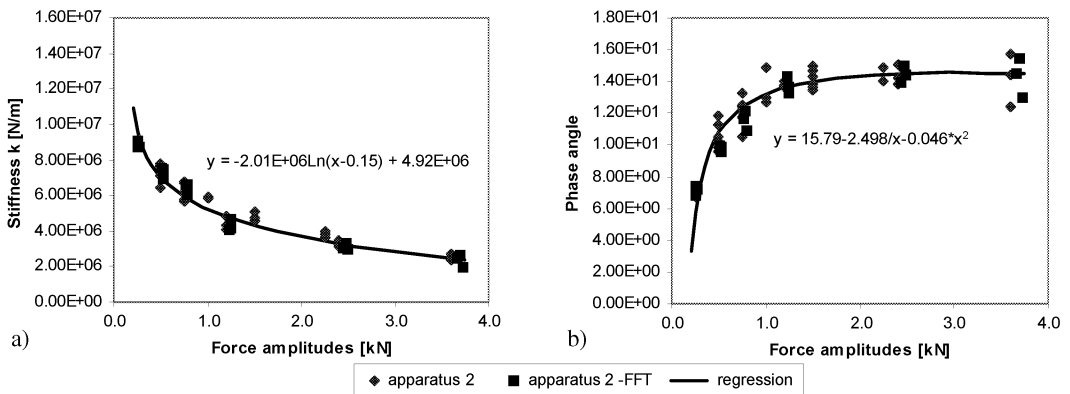 1.60E+07
1.40E+07
1.20E+07
1.00E+07
8.00E+06
6.00E+06
4.00E+06
2.00E+06
0.00E+00
Stiffness k [N/m]
y = -2.01E+06Ln(x-0.15) + 4.92E+06
0.0 1.0 2.0 3.0 4.0
Force amplitudes [kN]
a)
1.80E+01
1.60E+01
1.40E+01
1.20E+01
1.00E+01
8.00E+00
6.00E+00
4.00E+00
2.00E+00
0.00E+00
Phase angle
y = 15.79-2.498/x-0.046*x²
0.0 1.0 2.0 3.0 4.0
Force amplitudes [kN]
b)
apparatus 2 apparatus 2 -FFT regression